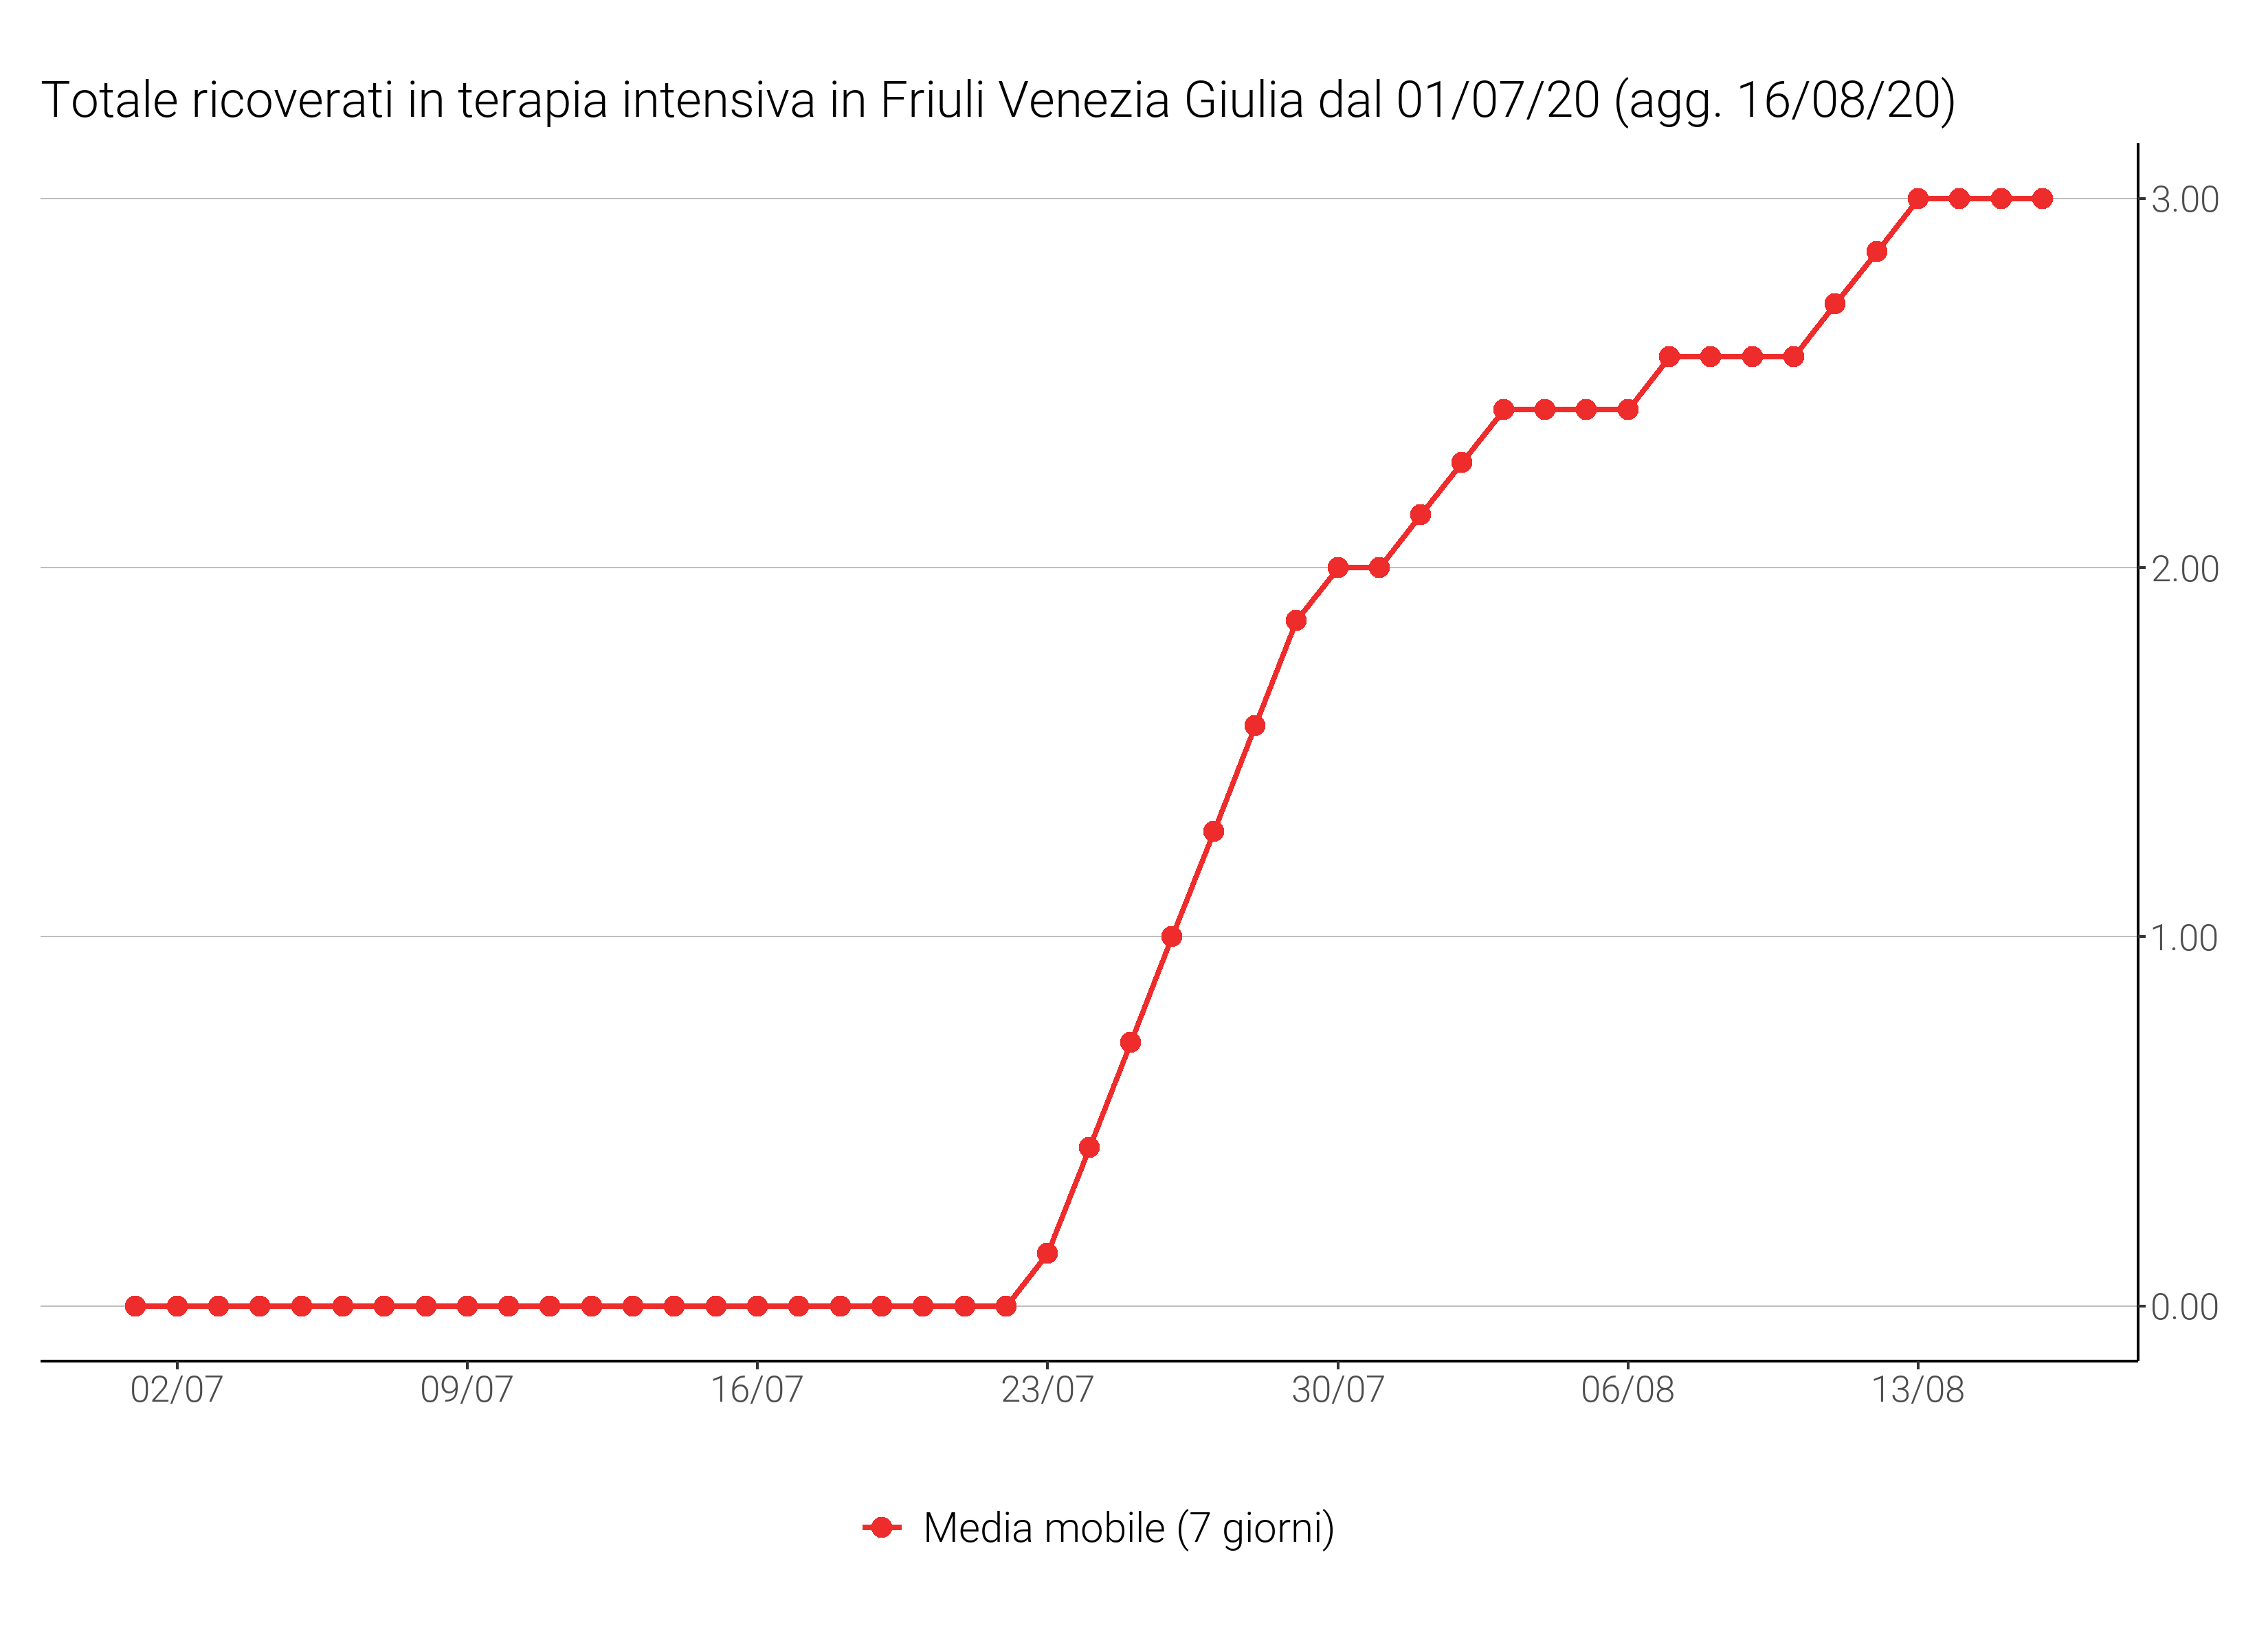 Totale ricoverati in terapia intensiva in Friuli Venezia Giulia dal 01/07/20 (agg. 16/08/20)
3.00
2.00
1.00
0.00
02/07 09/07 16/07 23/07 30/07 06/08 13/08
Media mobile (7 giorni)